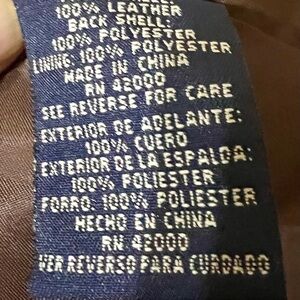 100% LEATHER
BACK SHELL:
100% POLYESTER
LINING: 100% POLYESTER
MADE IN CHINA
RN 42000
SEE REVERSE FOR CARE
EXTERIOR DE ADELANTE:
100% CUERO
EXTERIOR DE LA ESPALDA:
100% POLIESTER
FORRO: 100% POLIESTER
HECHO EN CHINA
RN 42000
VER REVERSO PARA CURDADO